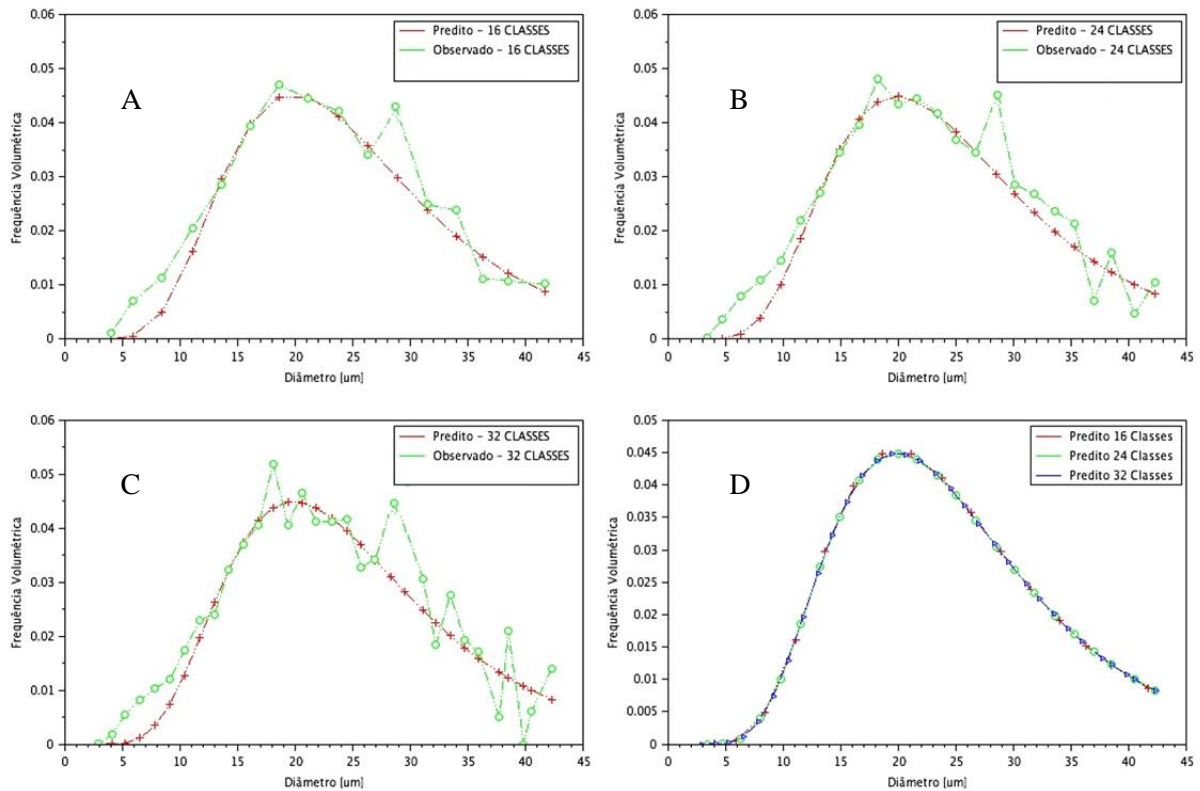 A
Predito - 16 CLASSES
Observado - 16 CLASSES
Frequência Volumétrica
0.06
0.05
0.04
0.03
0.02
0.01
0
0 5 10 15 20 25 30 35 40 45
Diâmetro [um]
B
Predito - 24 CLASSES
Observado - 24 CLASSES
Frequência Volumétrica
0.06
0.05
0.04
0.03
0.02
0.01
0
0 5 10 15 20 25 30 35 40 45
Diâmetro [um]
C
Predito - 32 CLASSES
Observado - 32 CLASSES
Frequência Volumétrica
0.06
0.05
0.04
0.03
0.02
0.01
0
0 5 10 15 20 25 30 35 40 45
Diâmetro [um]
D
Predito 16 Classes
Predito 24 Classes
Predito 32 Classes
Frequência Volumétrica
0.05
0.045
0.04
0.035
0.03
0.025
0.02
0.015
0.01
0.005
0
0 5 10 15 20 25 30 35 40 45
Diâmetro [um]